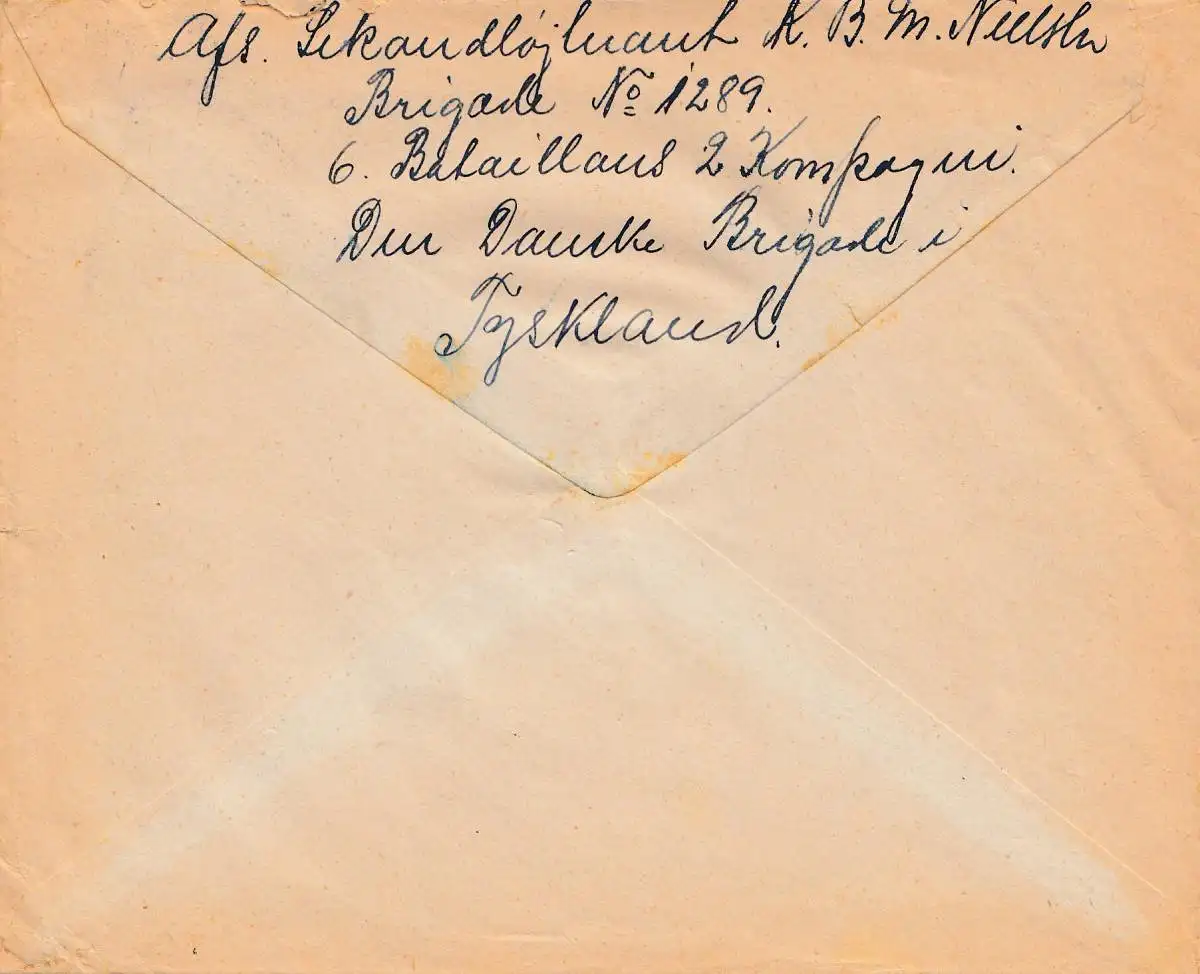 Afs. Sekondløjtnant K. B. M. Nielsen
Brigade No 1289.
6. Bataillons 2 Kompagni.
Den Danske Brigade i
Tyskland.